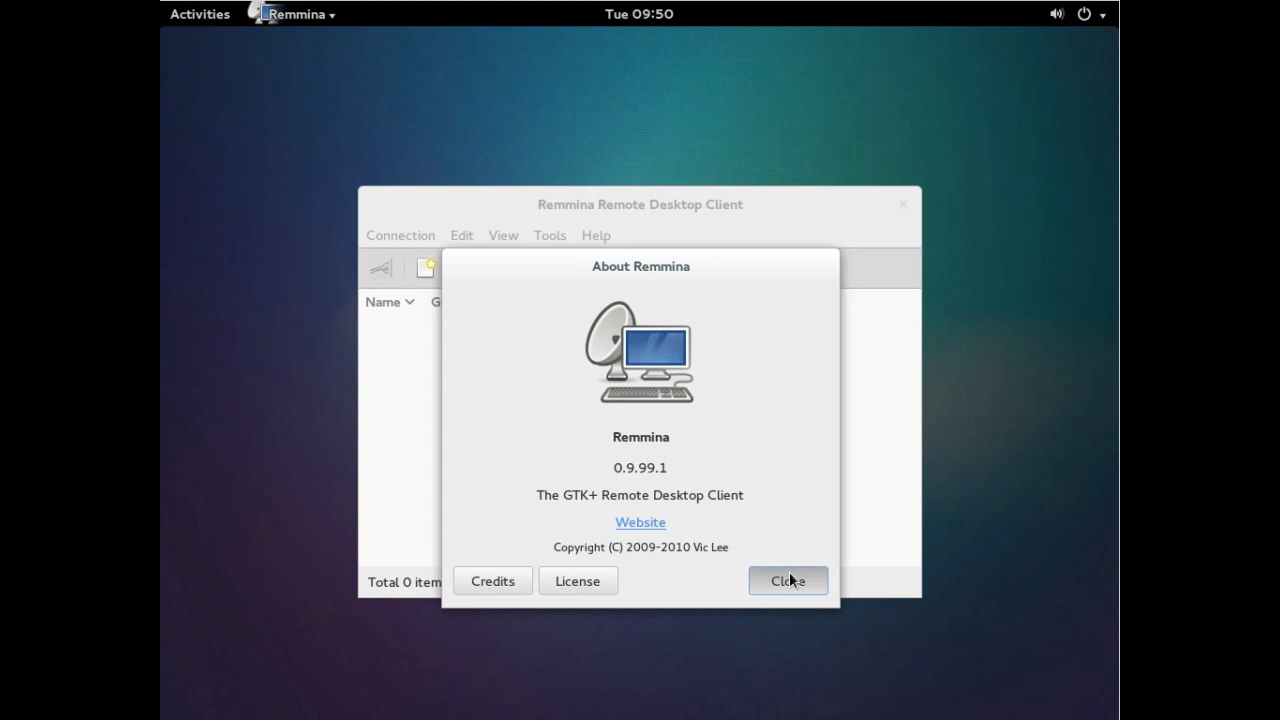 Activities Remmina Tue 09:50
Remmina Remote Desktop Client
Connection Edit View Tools Help
About Remmina
Name G
Remmina
0.9.99.1
The GTK+ Remote Desktop Client
Website
Copyright (C) 2009-2010 Vic Lee
Total 0 item Credits License Close